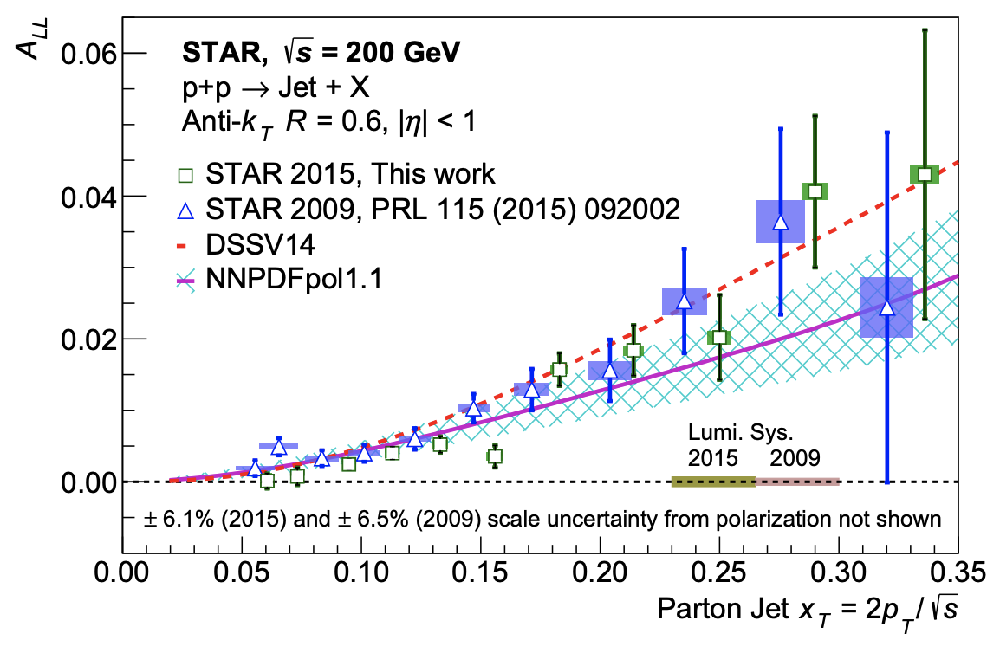 A_LL
0.06
0.04
0.02
0.00
STAR, √s = 200 GeV
p+p → Jet + X
Anti-k_T R = 0.6, |η| < 1
STAR 2015, This work
STAR 2009, PRL 115 (2015) 092002
DSSV14
NNPDFpol1.1
Lumi. Sys.
2015 2009
± 6.1% (2015) and ± 6.5% (2009) scale uncertainty from polarization not shown
0.00 0.05 0.10 0.15 0.20 0.25 0.30 0.35
Parton Jet x_T = 2p_T/√s